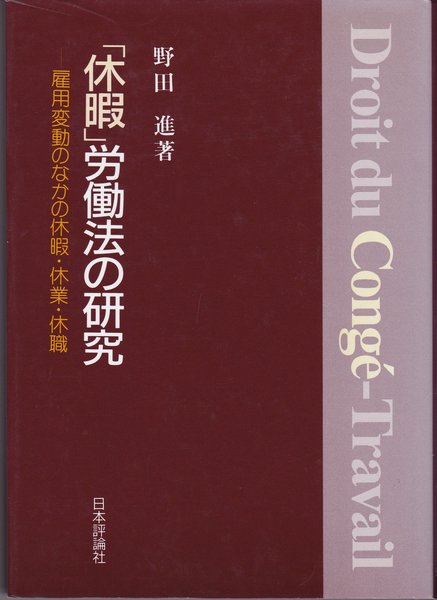 Droit du Congé-Travail
野田 進著
「休暇」労働法の研究
―雇用変動のなかの休暇・休業・休職
日本評論社